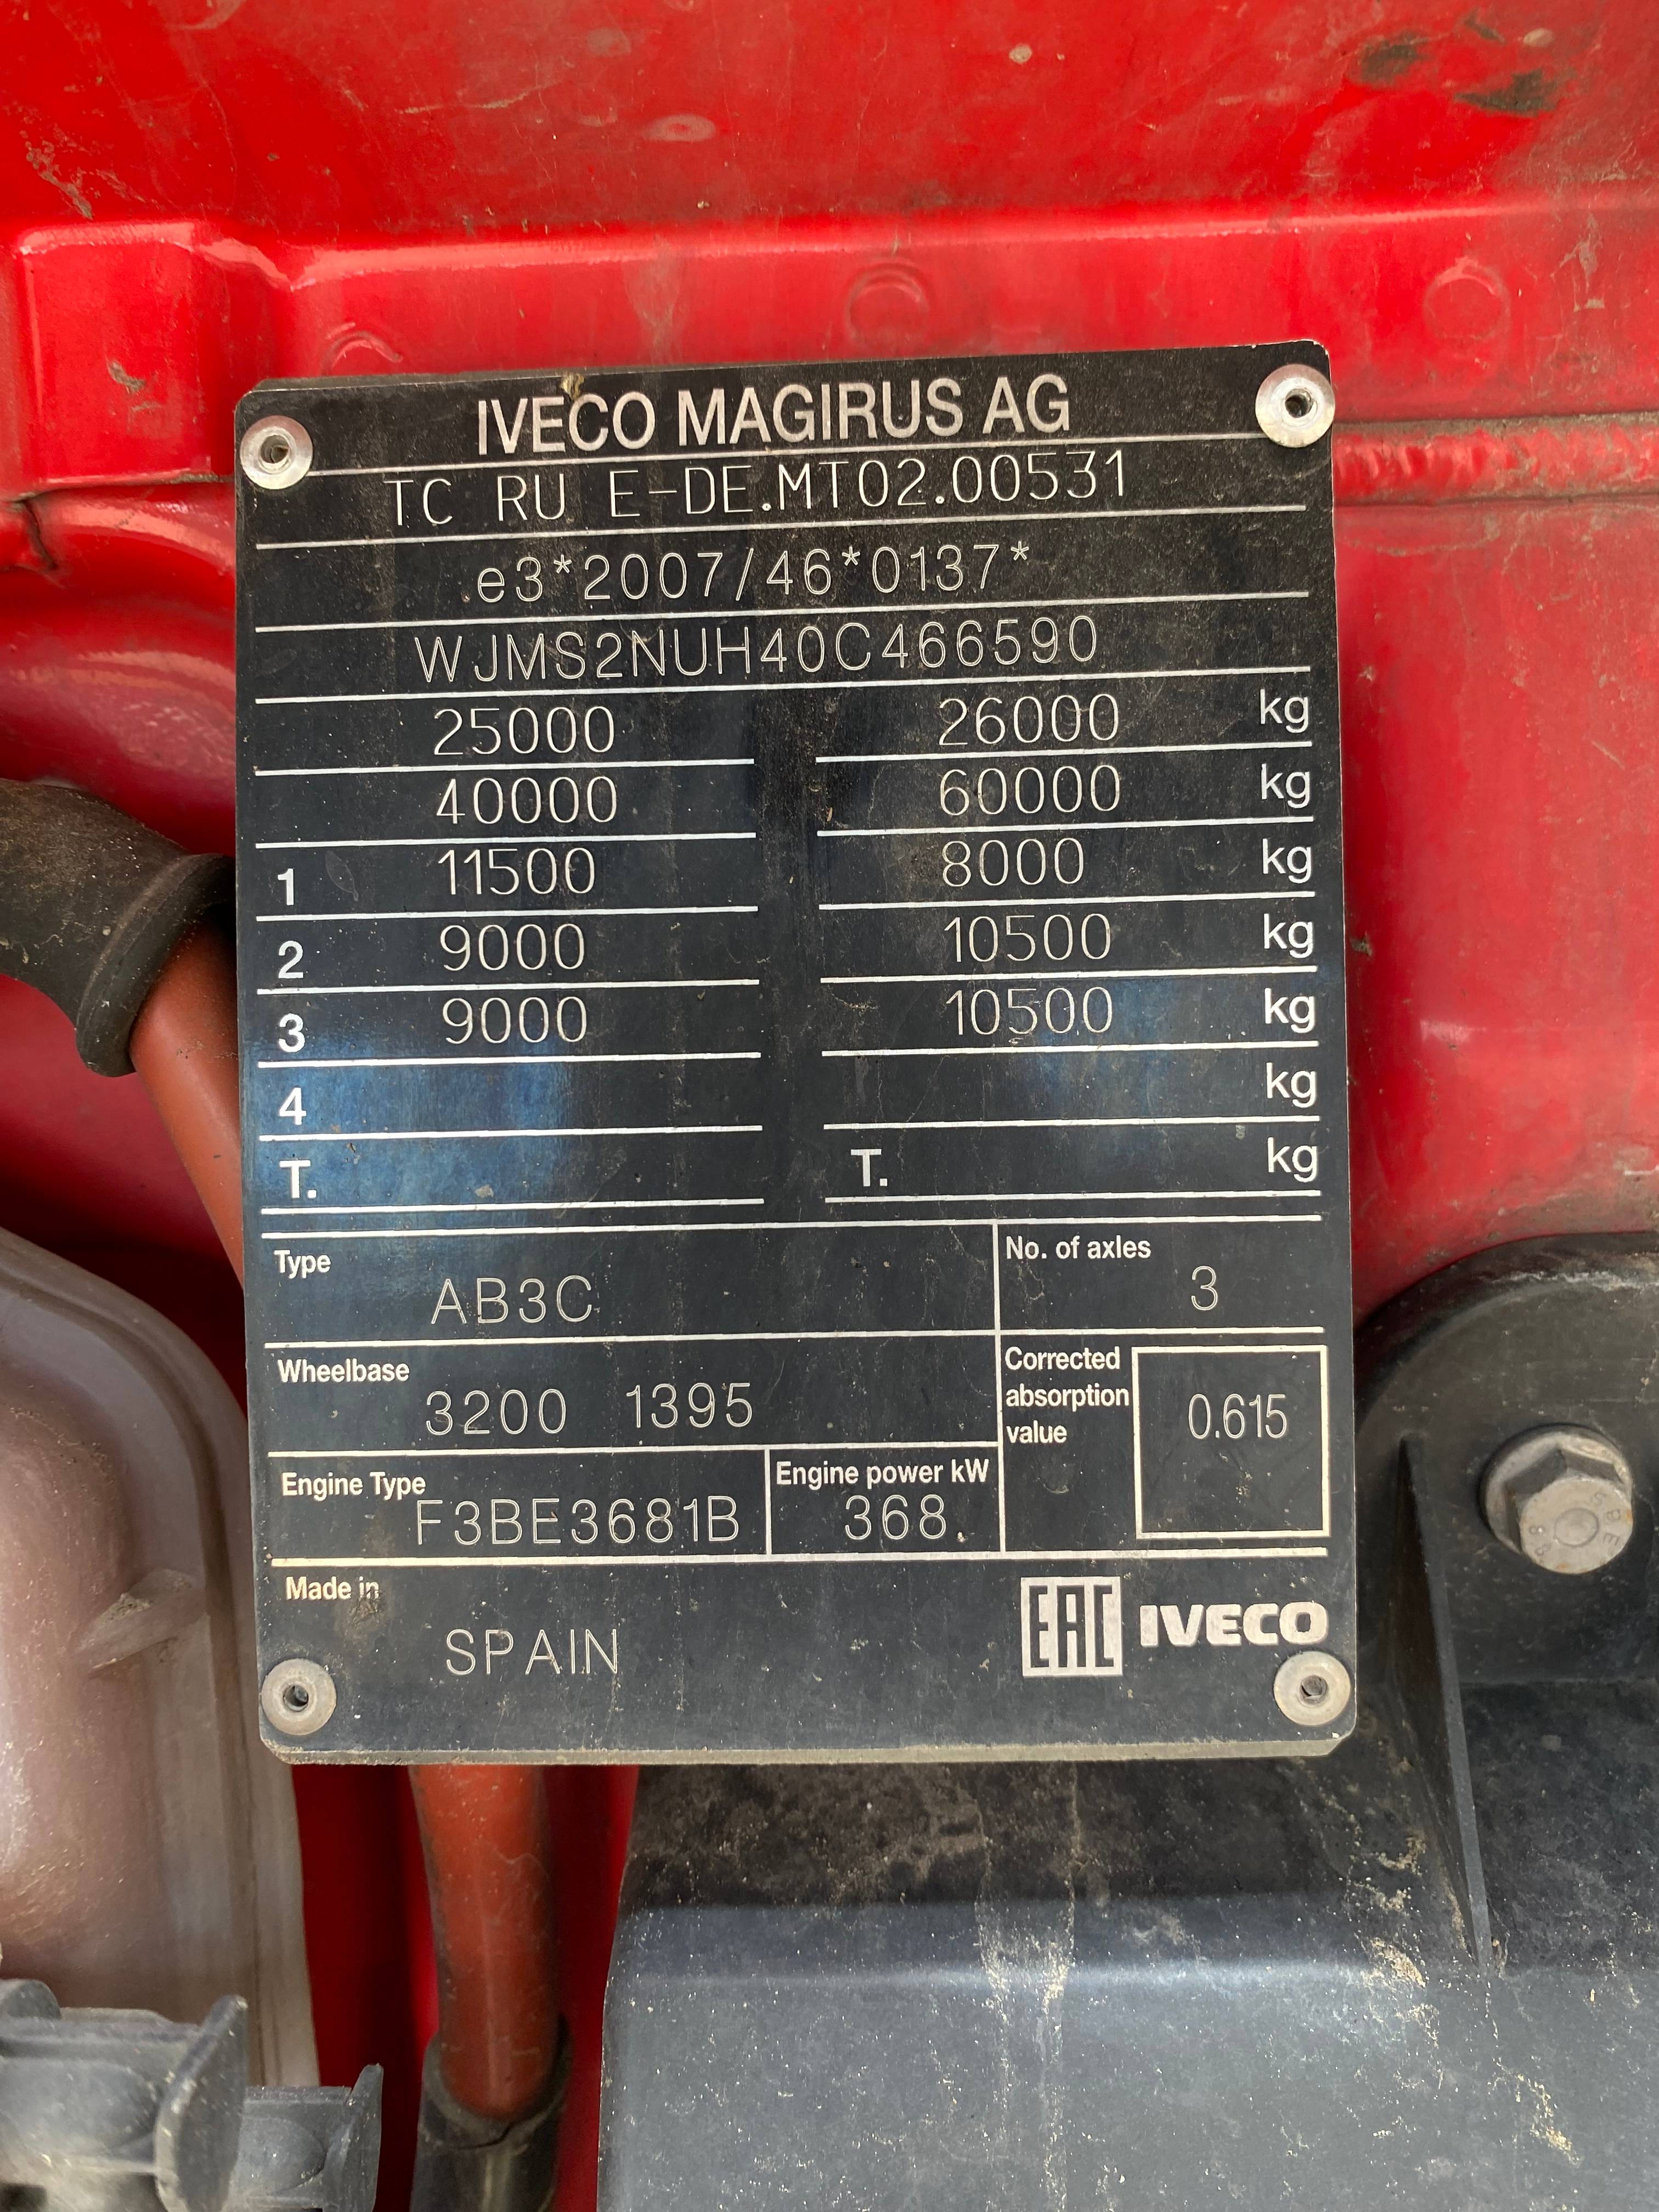 IVECO MAGIRUS AG
TC RU E-DE.MT02.00531
e3*2007/46*0137*
WJMS2NUH40C466590
25000 26000 kg
40000 60000 kg
1 11500 8000 kg
2 9000 10500 kg
3 9000 10500 kg
4 kg
T. T. kg
Type AB3C
No. of axles 3
Wheelbase 3200 1395
Corrected
absorption
value
0.615
Engine Type F3BE3681B
Engine power kW
368.
Made in
SPAIN
EAC IVECO